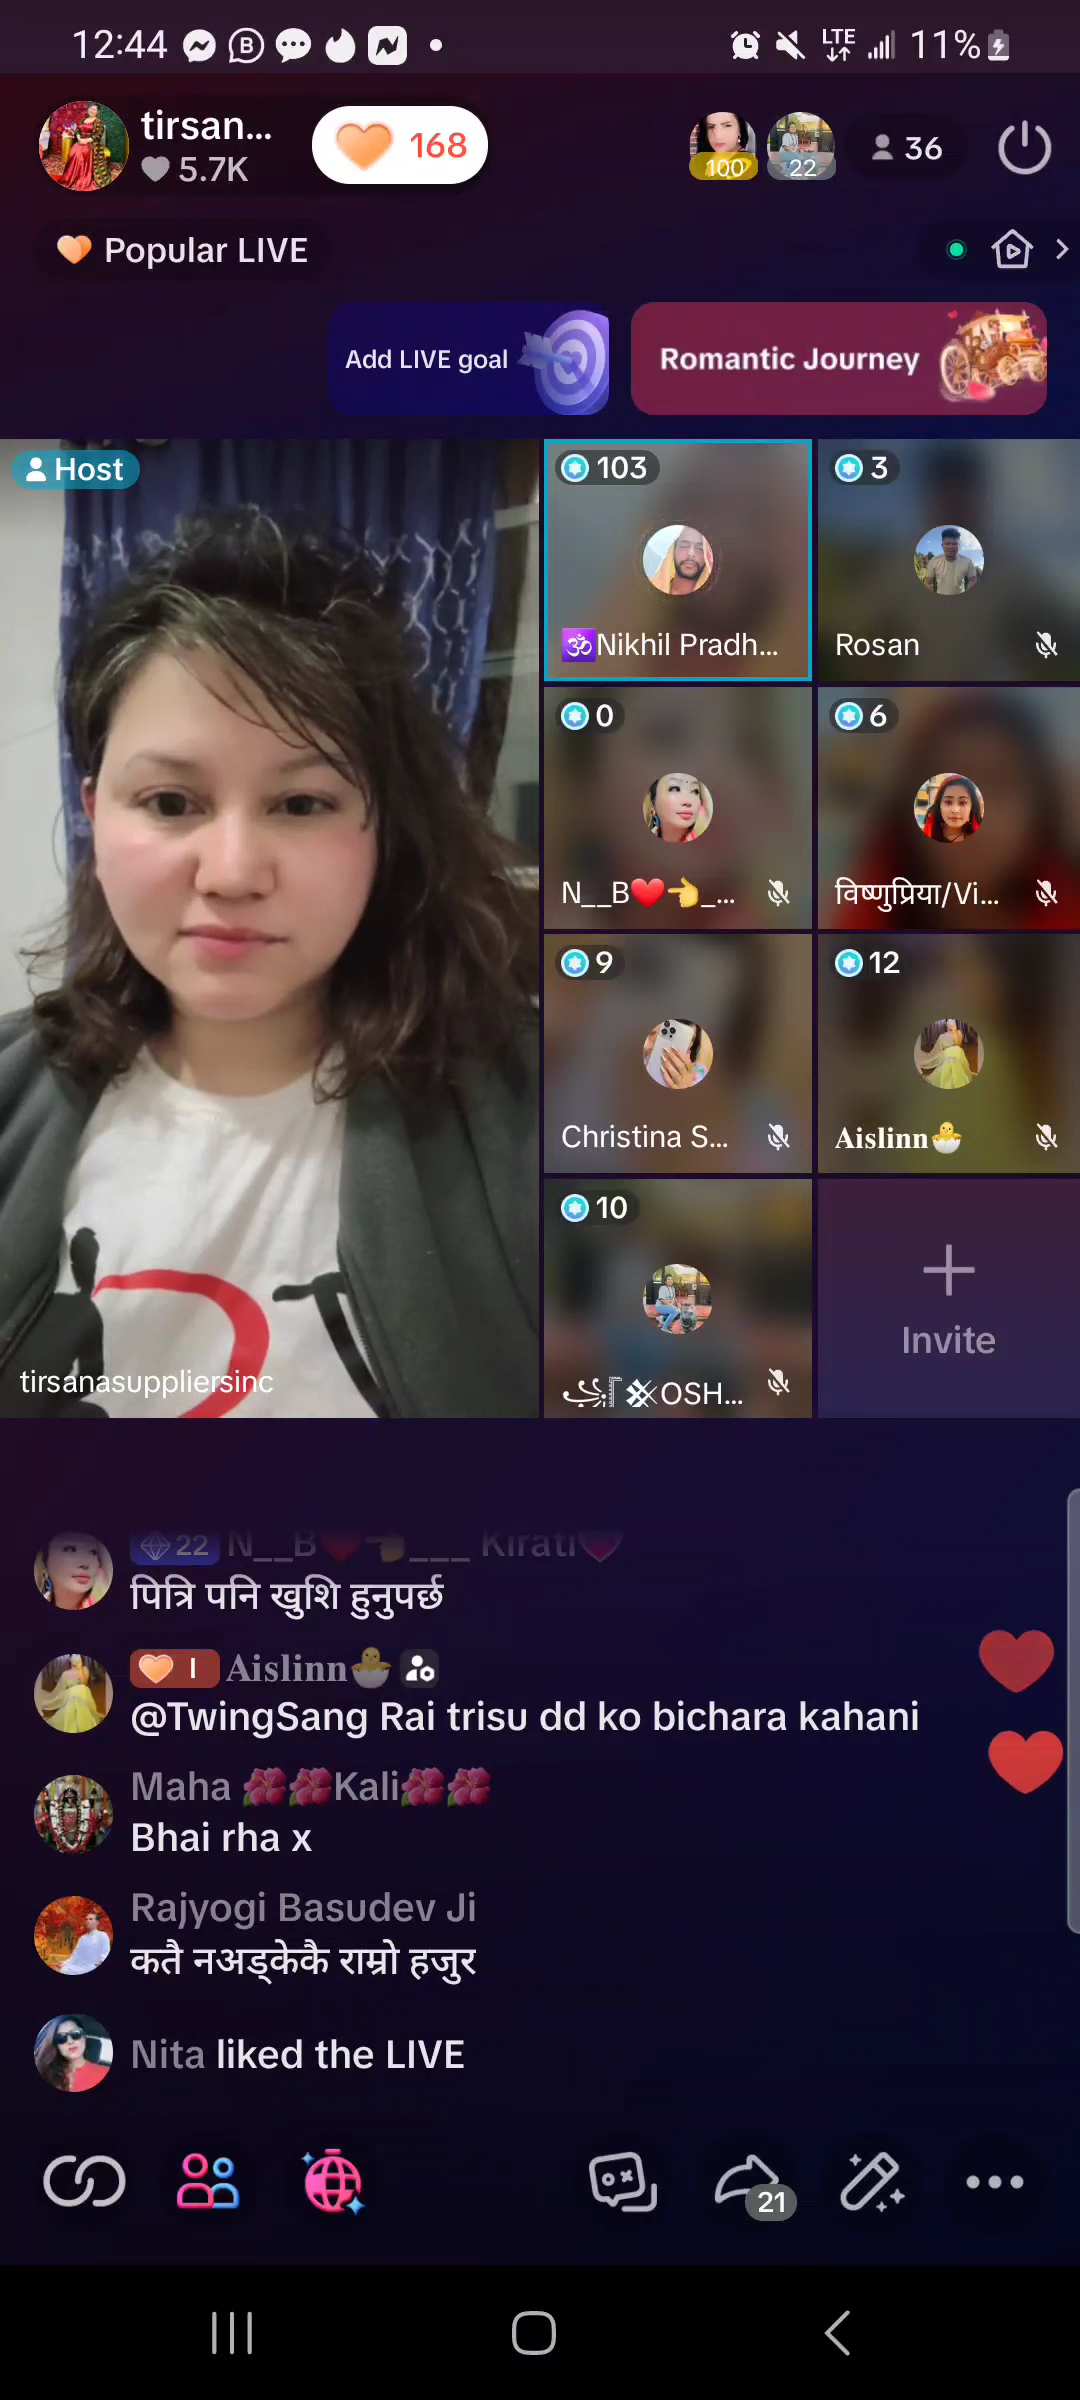 12:44
LTE 11%
tirsan...
5.7K
168
100
22
36
Popular LIVE
Add LIVE goal
Romantic Journey
Host
tirsanasuppliersinc
103
🕉Nikhil Pradh...
3
Rosan
0
N__B❤️👈_...
6
विष्णुप्रिया/Vi...
9
Christina S...
12
Aislinn🐣
10
OSH...
Invite
22 N__B❤️👈___ Kirati💗
पित्रि पनि खुशि हुनुपर्छ
I Aislinn🐣
@TwingSang Rai trisu dd ko bichara kahani
Maha 🌺🌺Kali🌺🌺
Bhai rha x
Rajyogi Basudev Ji
कतै नअड्केकै राम्रो हजुर
Nita liked the LIVE
21